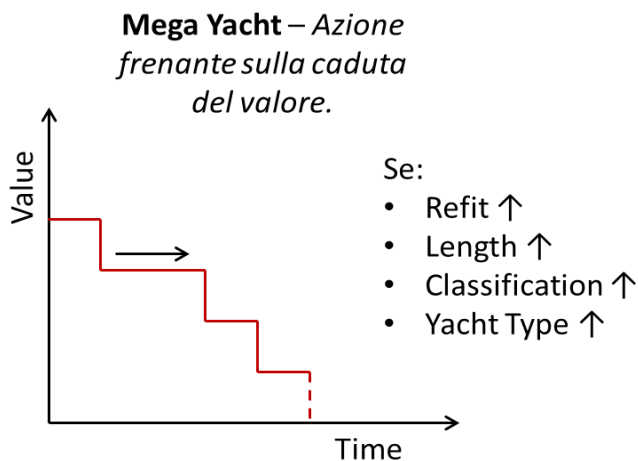 Mega Yacht – Azione
frenante sulla caduta
del valore.
Value
Se:
• Refit ↑
• Length ↑
• Classification ↑
• Yacht Type ↑
Time